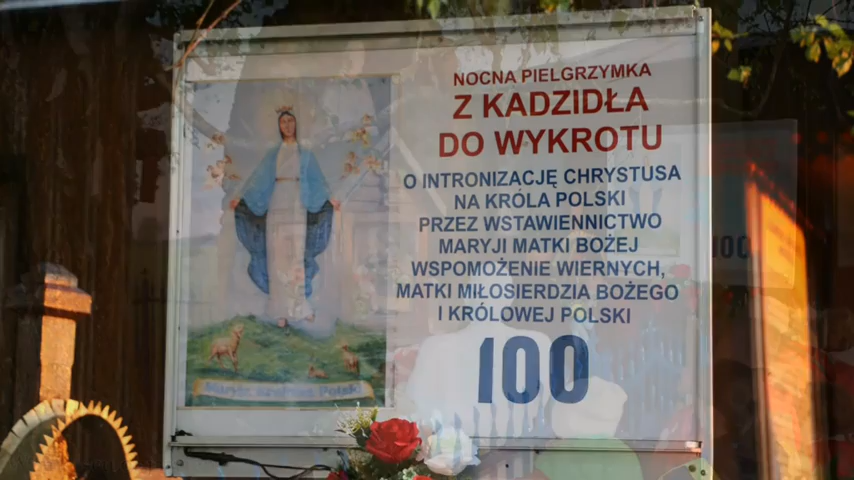 NOCNA PIELGRZYMKA
Z KADZIDŁA
DO WYKROTU
O INTRONIZACJĘ CHRYSTUSA
NA KRÓLA POLSKI
PRZEZ WSTAWIENNICTWO
MARYJI MATKI BOŻEJ
WSPOMOŻENIE WIERNYCH,
MATKI MIŁOSIERDZIA BOŻEGO
I KRÓLOWEJ POLSKI
100
100